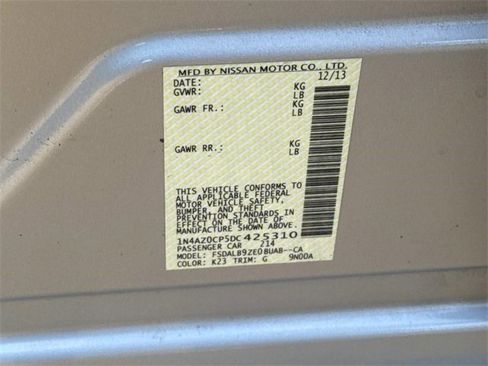 MFD BY NISSAN MOTOR CO., LTD.
DATE: 12/13
GVWR: KG
LB
GAWR FR.: KG
LB
GAWR RR.: KG
LB
THIS VEHICLE CONFORMS TO
ALL APPLICABLE FEDERAL
MOTOR VEHICLE SAFETY,
BUMPER, AND THEFT
PREVENTION STANDARDS IN
EFFECT ON THE DATE OF
MANUFACTURE SHOWN ABOVE.
1N4AZ0CP5DC425310
PASSENGER CAR 214
MODEL: FSDALB9ZE0BUAB--CA
COLOR: K23 TRIM: G 9N00A